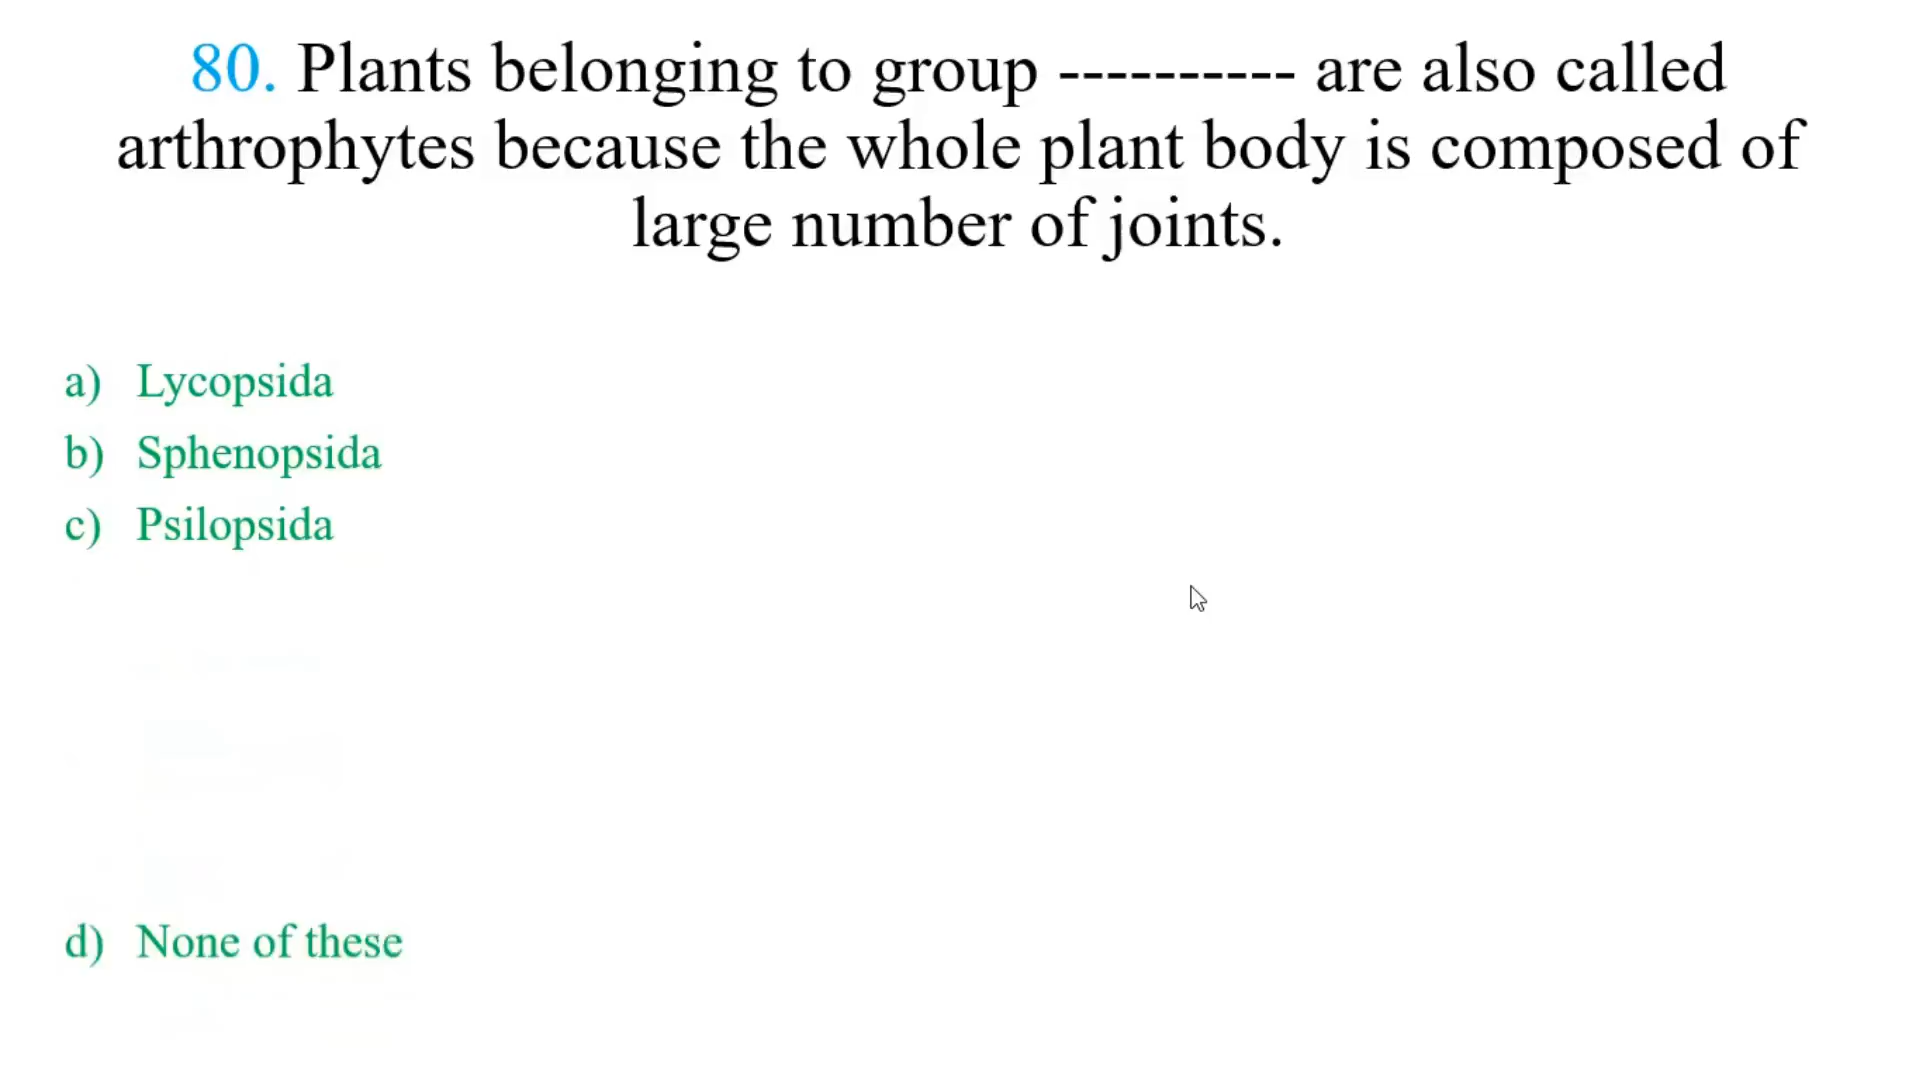 80. Plants belonging to group ---------- are also called
arthrophytes because the whole plant body is composed of
large number of joints.
a) Lycopsida
b) Sphenopsida
c) Psilopsida
d) None of these